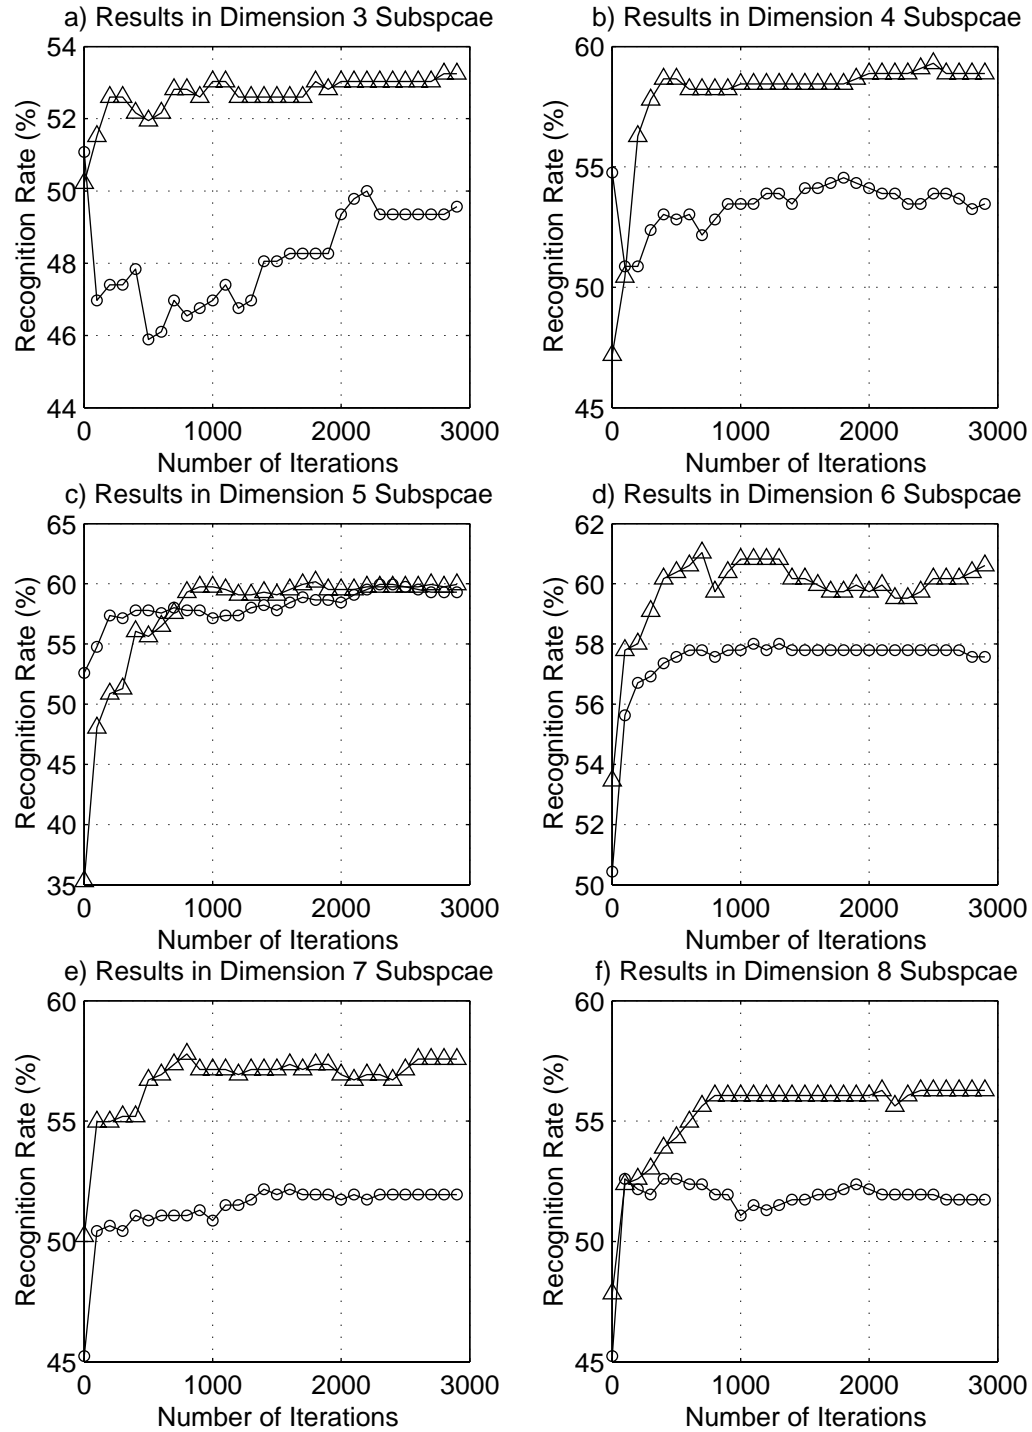 a) Results in Dimension 3 Subspcae
54
52
50
48
46
44
Recognition Rate (%)
0 1000 2000 3000
Number of Iterations
b) Results in Dimension 4 Subspcae
60
55
50
45
Recognition Rate (%)
0 1000 2000 3000
Number of Iterations
c) Results in Dimension 5 Subspcae
65
60
55
50
45
40
35
Recognition Rate (%)
0 1000 2000 3000
Number of Iterations
d) Results in Dimension 6 Subspcae
62
60
58
56
54
52
50
Recognition Rate (%)
0 1000 2000 3000
Number of Iterations
e) Results in Dimension 7 Subspcae
60
55
50
45
Recognition Rate (%)
0 1000 2000 3000
Number of Iterations
f) Results in Dimension 8 Subspcae
60
55
50
45
Recognition Rate (%)
0 1000 2000 3000
Number of Iterations